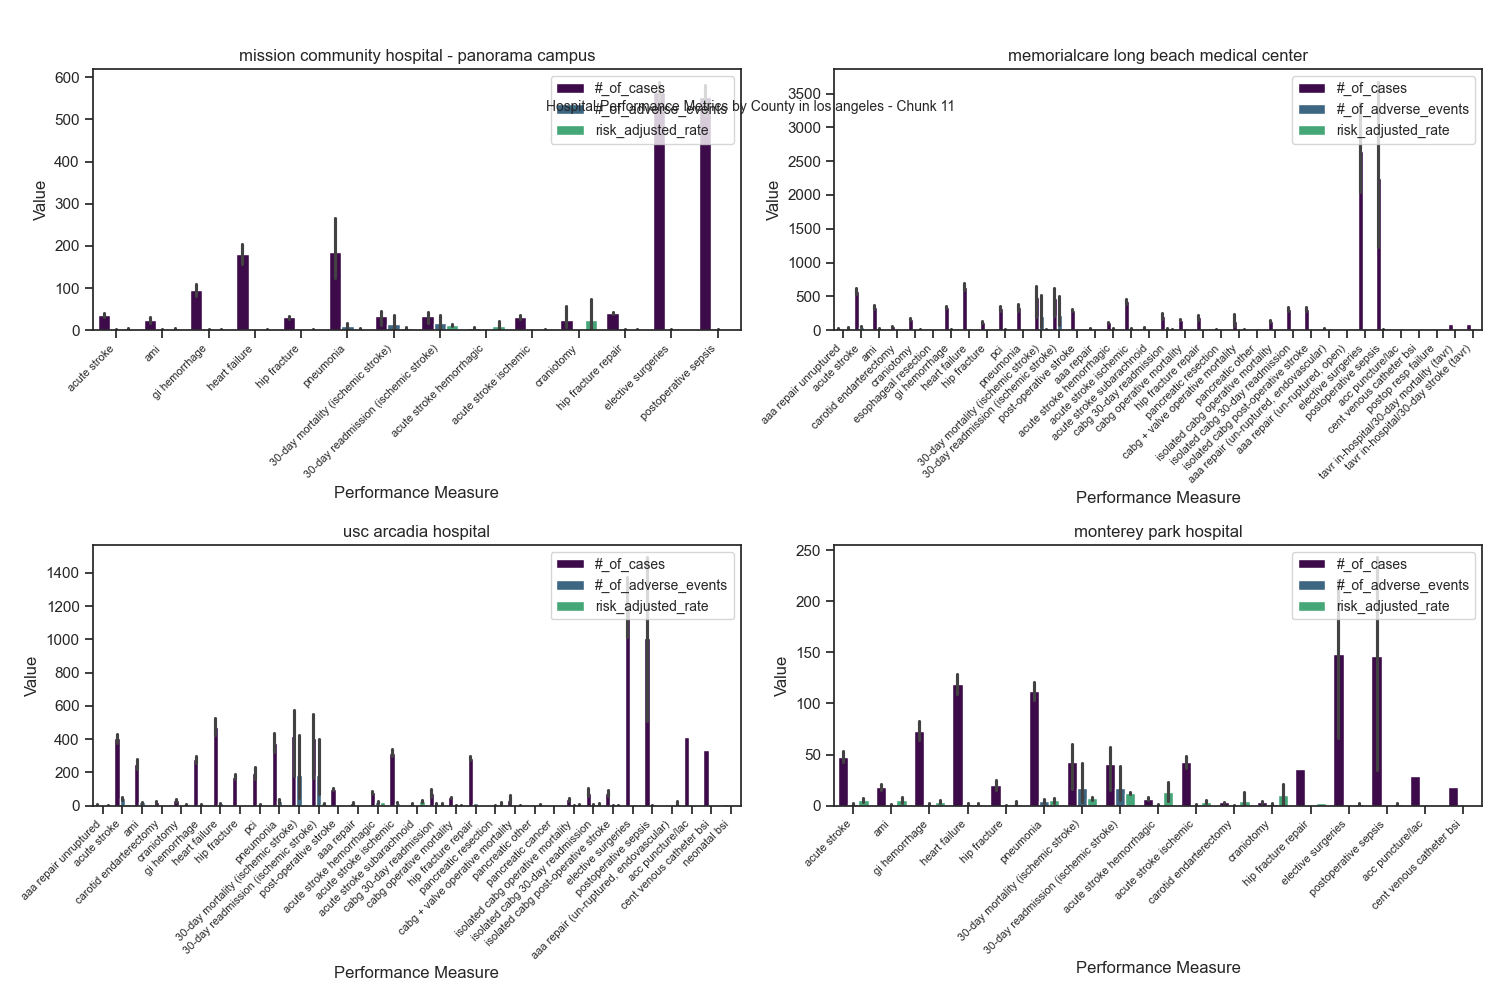 mission community hospital - panorama campus
600
500
400
300
200
100
0
Value
#_of_cases
#_of_adverse_events
risk_adjusted_rate
Hospital Performance Metrics by County in los angeles - Chunk 11
acute stroke
ami
gi hemorrhage
heart failure
hip fracture
pneumonia
30-day mortality (ischemic stroke)
30-day readmission (ischemic stroke)
acute stroke hemorrhagic
acute stroke ischemic
craniotomy
hip fracture repair
elective surgeries
postoperative sepsis
Performance Measure
memorialcare long beach medical center
3500
3000
2500
2000
1500
1000
500
0
Value
#_of_cases
#_of_adverse_events
risk_adjusted_rate
aaa repair unruptured
acute stroke
ami
carotid endarterectomy
craniotomy
esophageal resection
gi hemorrhage
heart failure
hip fracture
pci
pneumonia
30-day mortality (ischemic stroke)
30-day readmission (ischemic stroke)
post-operative stroke
aaa repair
acute stroke hemorrhagic
acute stroke ischemic
acute stroke subarachnoid
cabg 30-day readmission
cabg operative mortality
hip fracture repair
pancreatic resection
cabg + valve operative mortality
pancreatic other
isolated cabg operative mortality
isolated cabg 30-day readmission
isolated cabg post-operative stroke
aaa repair (un-ruptured, endovascular)
aaa repair (un-ruptured, open)
elective surgeries
postoperative sepsis
acc puncture/lac
cent venous catheter bsi
postop resp failure
tavr in-hospital/30-day mortality (tavr)
tavr in-hospital/30-day stroke (tavr)
Performance Measure
usc arcadia hospital
1400
1200
1000
800
600
400
200
0
Value
#_of_cases
#_of_adverse_events
risk_adjusted_rate
aaa repair unruptured
acute stroke
ami
carotid endarterectomy
craniotomy
gi hemorrhage
heart failure
hip fracture
pci
pneumonia
30-day mortality (ischemic stroke)
30-day readmission (ischemic stroke)
post-operative stroke
aaa repair
acute stroke hemorrhagic
acute stroke ischemic
acute stroke subarachnoid
cabg 30-day readmission
cabg operative mortality
hip fracture repair
pancreatic resection
cabg + valve operative mortality
pancreatic other
pancreatic cancer
isolated cabg operative mortality
isolated cabg 30-day readmission
isolated cabg post-operative stroke
elective surgeries
postoperative sepsis
aaa repair (un-ruptured, endovascular)
acc puncture/lac
cent venous catheter bsi
neonatal bsi
Performance Measure
monterey park hospital
250
200
150
100
50
0
Value
#_of_cases
#_of_adverse_events
risk_adjusted_rate
acute stroke
ami
gi hemorrhage
heart failure
hip fracture
pneumonia
30-day mortality (ischemic stroke)
30-day readmission (ischemic stroke)
acute stroke hemorrhagic
acute stroke ischemic
carotid endarterectomy
craniotomy
hip fracture repair
elective surgeries
postoperative sepsis
acc puncture/lac
cent venous catheter bsi
Performance Measure